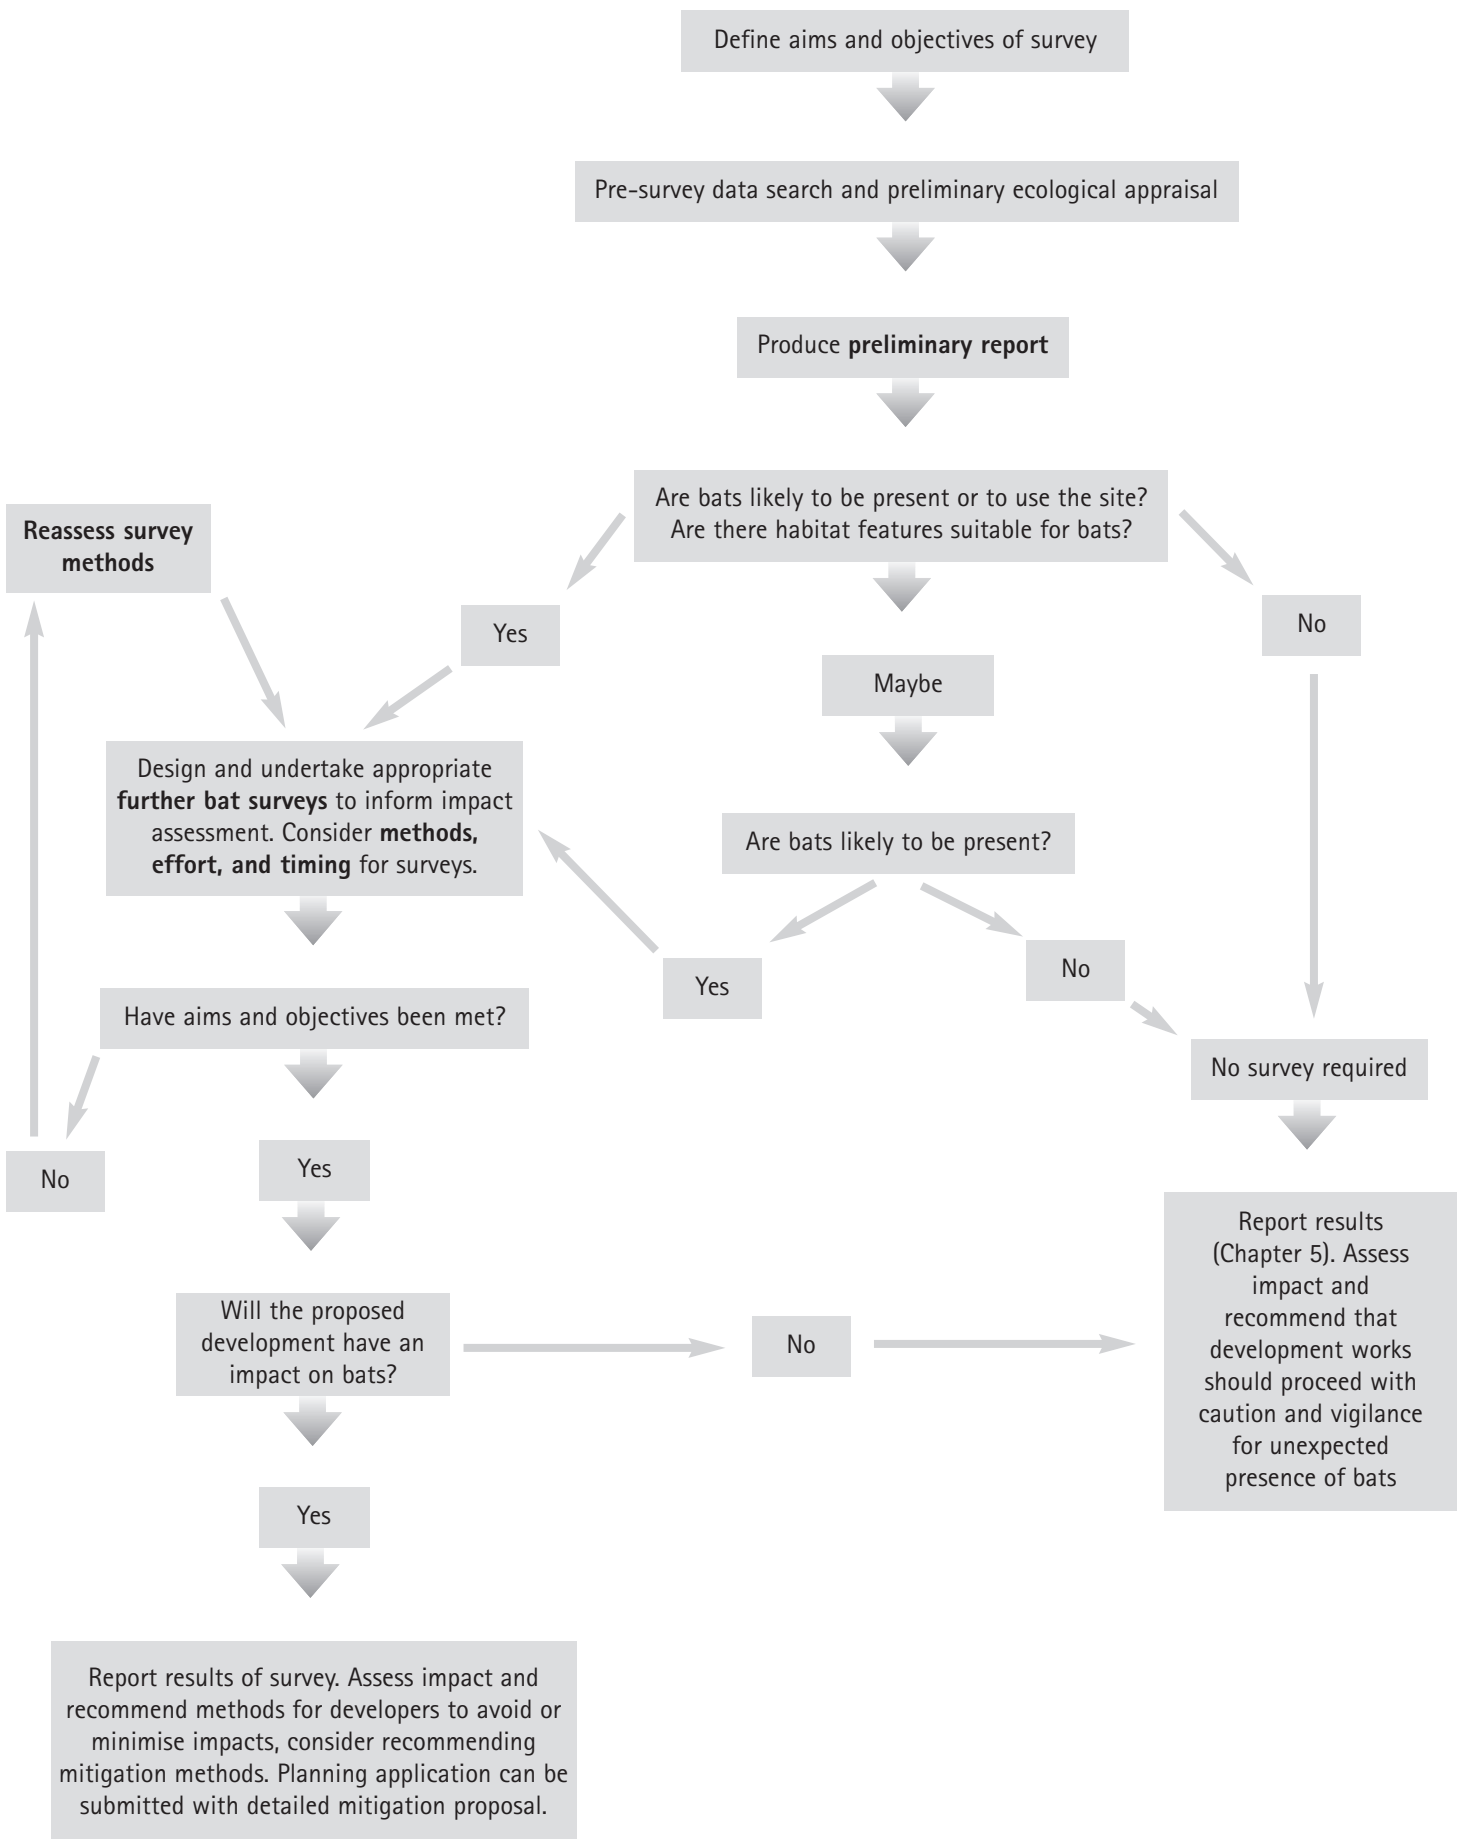 Define aims and objectives of survey
Pre-survey data search and preliminary ecological appraisal
Produce preliminary report
Are bats likely to be present or to use the site?
Are there habitat features suitable for bats?
Reassess survey
methods
Yes
No
Maybe
Design and undertake appropriate
further bat surveys to inform impact
assessment. Consider methods,
effort, and timing for surveys.
Are bats likely to be present?
No
Yes
Have aims and objectives been met?
No survey required
Yes
No
Report results
(Chapter 5). Assess
impact and
recommend that
development works
should proceed with
caution and vigilance
for unexpected
presence of bats
Will the proposed
development have an
impact on bats?
No
Yes
Report results of survey. Assess impact and
recommend methods for developers to avoid or
minimise impacts, consider recommending
mitigation methods. Planning application can be
submitted with detailed mitigation proposal.